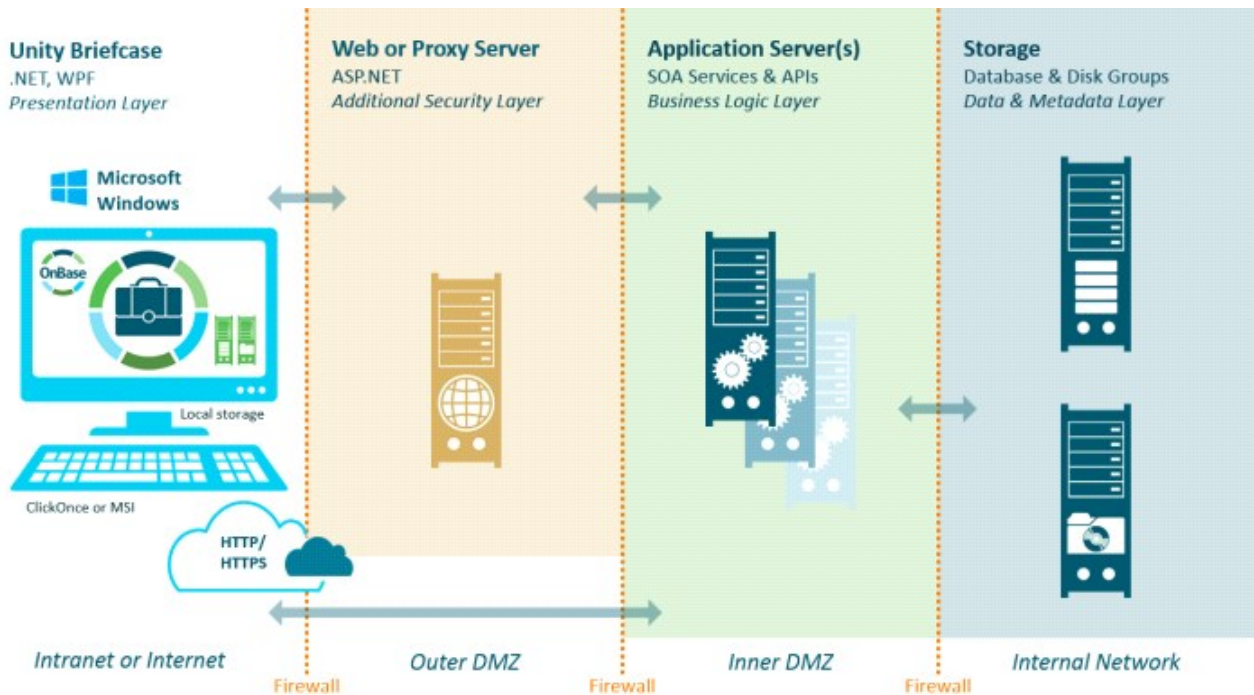 Unity Briefcase
.NET, WPF
Presentation Layer
Web or Proxy Server
ASP.NET
Additional Security Layer
Application Server(s)
SOA Services & APIs
Business Logic Layer
Storage
Database & Disk Groups
Data & Metadata Layer
Microsoft
Windows
OnBase
Local storage
ClickOnce or MSI
HTTP/
HTTPS
Intranet or Internet
Outer DMZ
Inner DMZ
Internal Network
Firewall
Firewall
Firewall